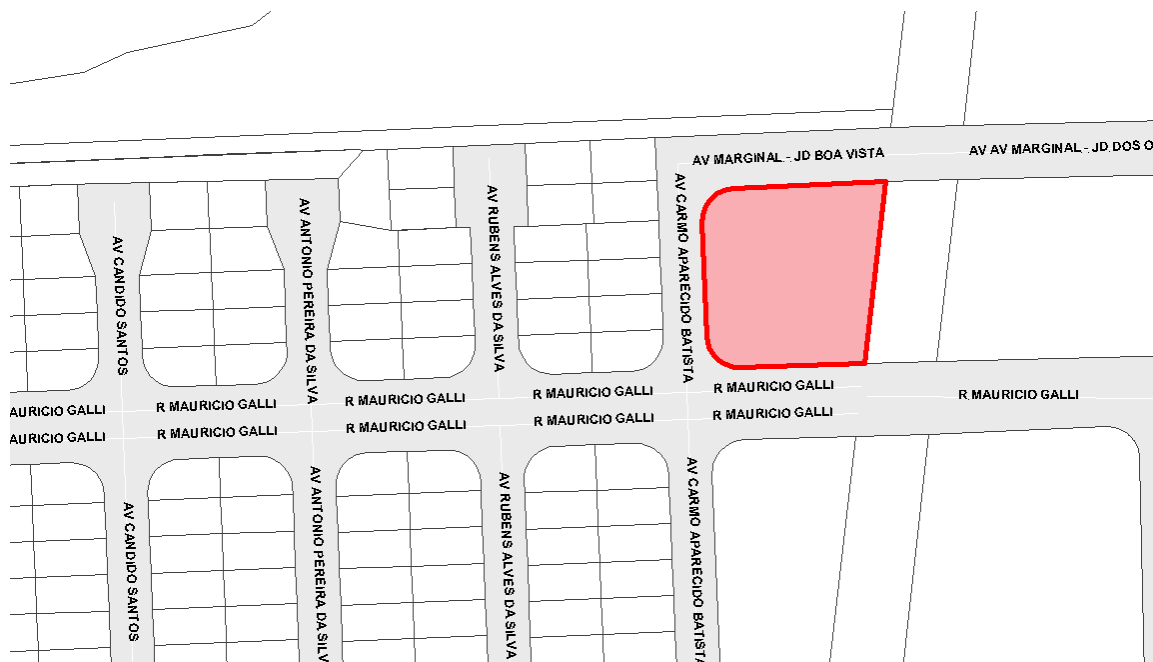 AV MARGINAL - JD BOA VISTA
AV AV MARGINAL - JD DOS O
AV CANDIDO SANTOS
AV ANTONIO PEREIRA DA SILVA
AV RUBENS ALVES DA SILVA
AV CARMO APARECIDO BATISTA
AURICIO GALLI
R MAURICIO GALLI
R MAURICIO GALLI
R MAURICIO GALLI
R MAURICIO GALLI
R MAURICIO GALLI
AURICIO GALLI
R MAURICIO GALLI
R MAURICIO GALLI
R MAURICIO GALLI
R MAURICIO GALLI
AV CANDIDO SANTOS
AV ANTONIO PEREIRA DA SILV
AV RUBENS ALVES DA SILVA
AV CARMO APARECIDO BATISTA